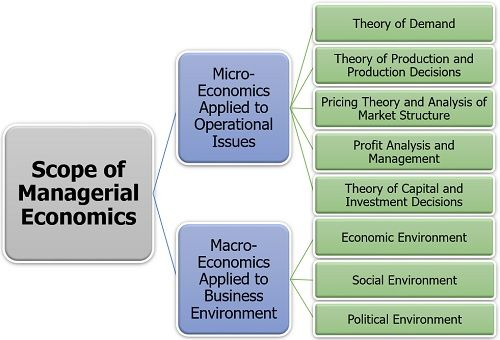 Scope of
Managerial
Economics
Micro-
Economics
Applied to
Operational
Issues
Macro-
Economics
Applied to
Business
Environment
Theory of Demand
Theory of Production and
Production Decisions
Pricing Theory and Analysis of
Market Structure
Profit Analysis and
Management
Theory of Capital and
Investment Decisions
Economic Environment
Social Environment
Political Environment